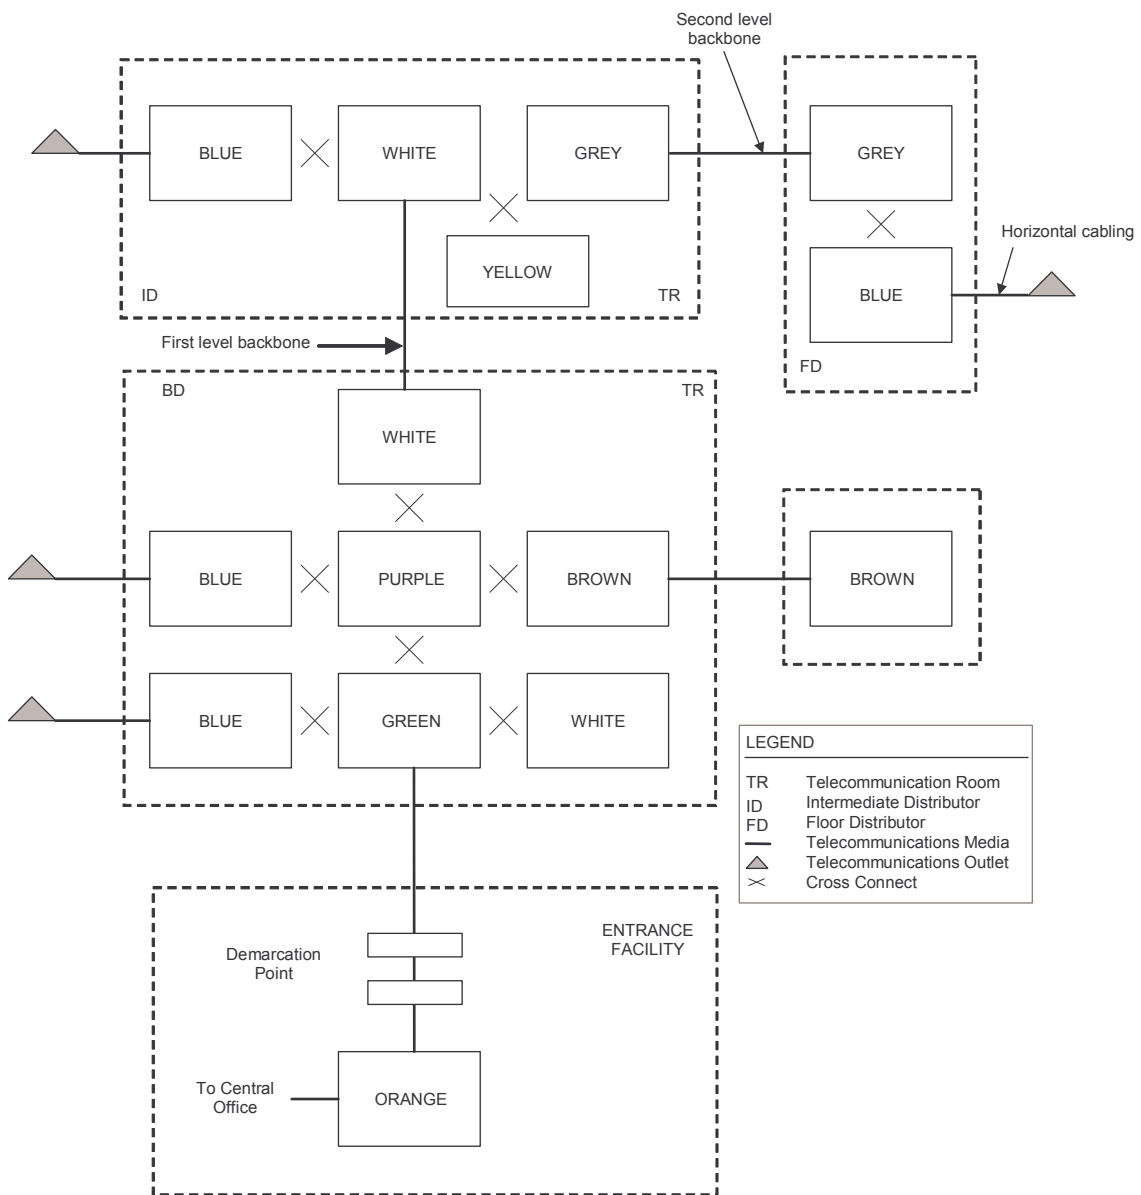 Second level
backbone
BLUE
WHITE
GREY
GREY
YELLOW
Horizontal cabling
BLUE
ID
TR
FD
First level backbone
BD
TR
WHITE
BLUE
PURPLE
BROWN
BROWN
BLUE
GREEN
WHITE
LEGEND
TR Telecommunication Room
ID Intermediate Distributor
FD Floor Distributor
Telecommunications Media
Telecommunications Outlet
Cross Connect
ENTRANCE
FACILITY
Demarcation
Point
To Central
Office
ORANGE